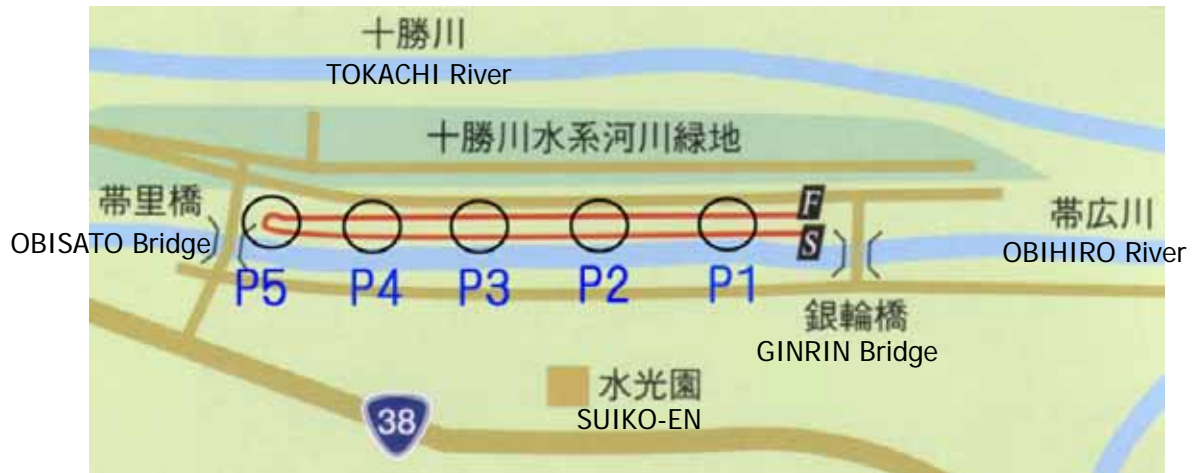 十勝川
TOKACHI River
十勝川水系河川緑地
帯里橋
OBISATO Bridge
F
S
帯広川
OBIHIRO River
P5
P4
P3
P2
P1
銀輪橋
GINRIN Bridge
水光園
SUIKO-EN
38